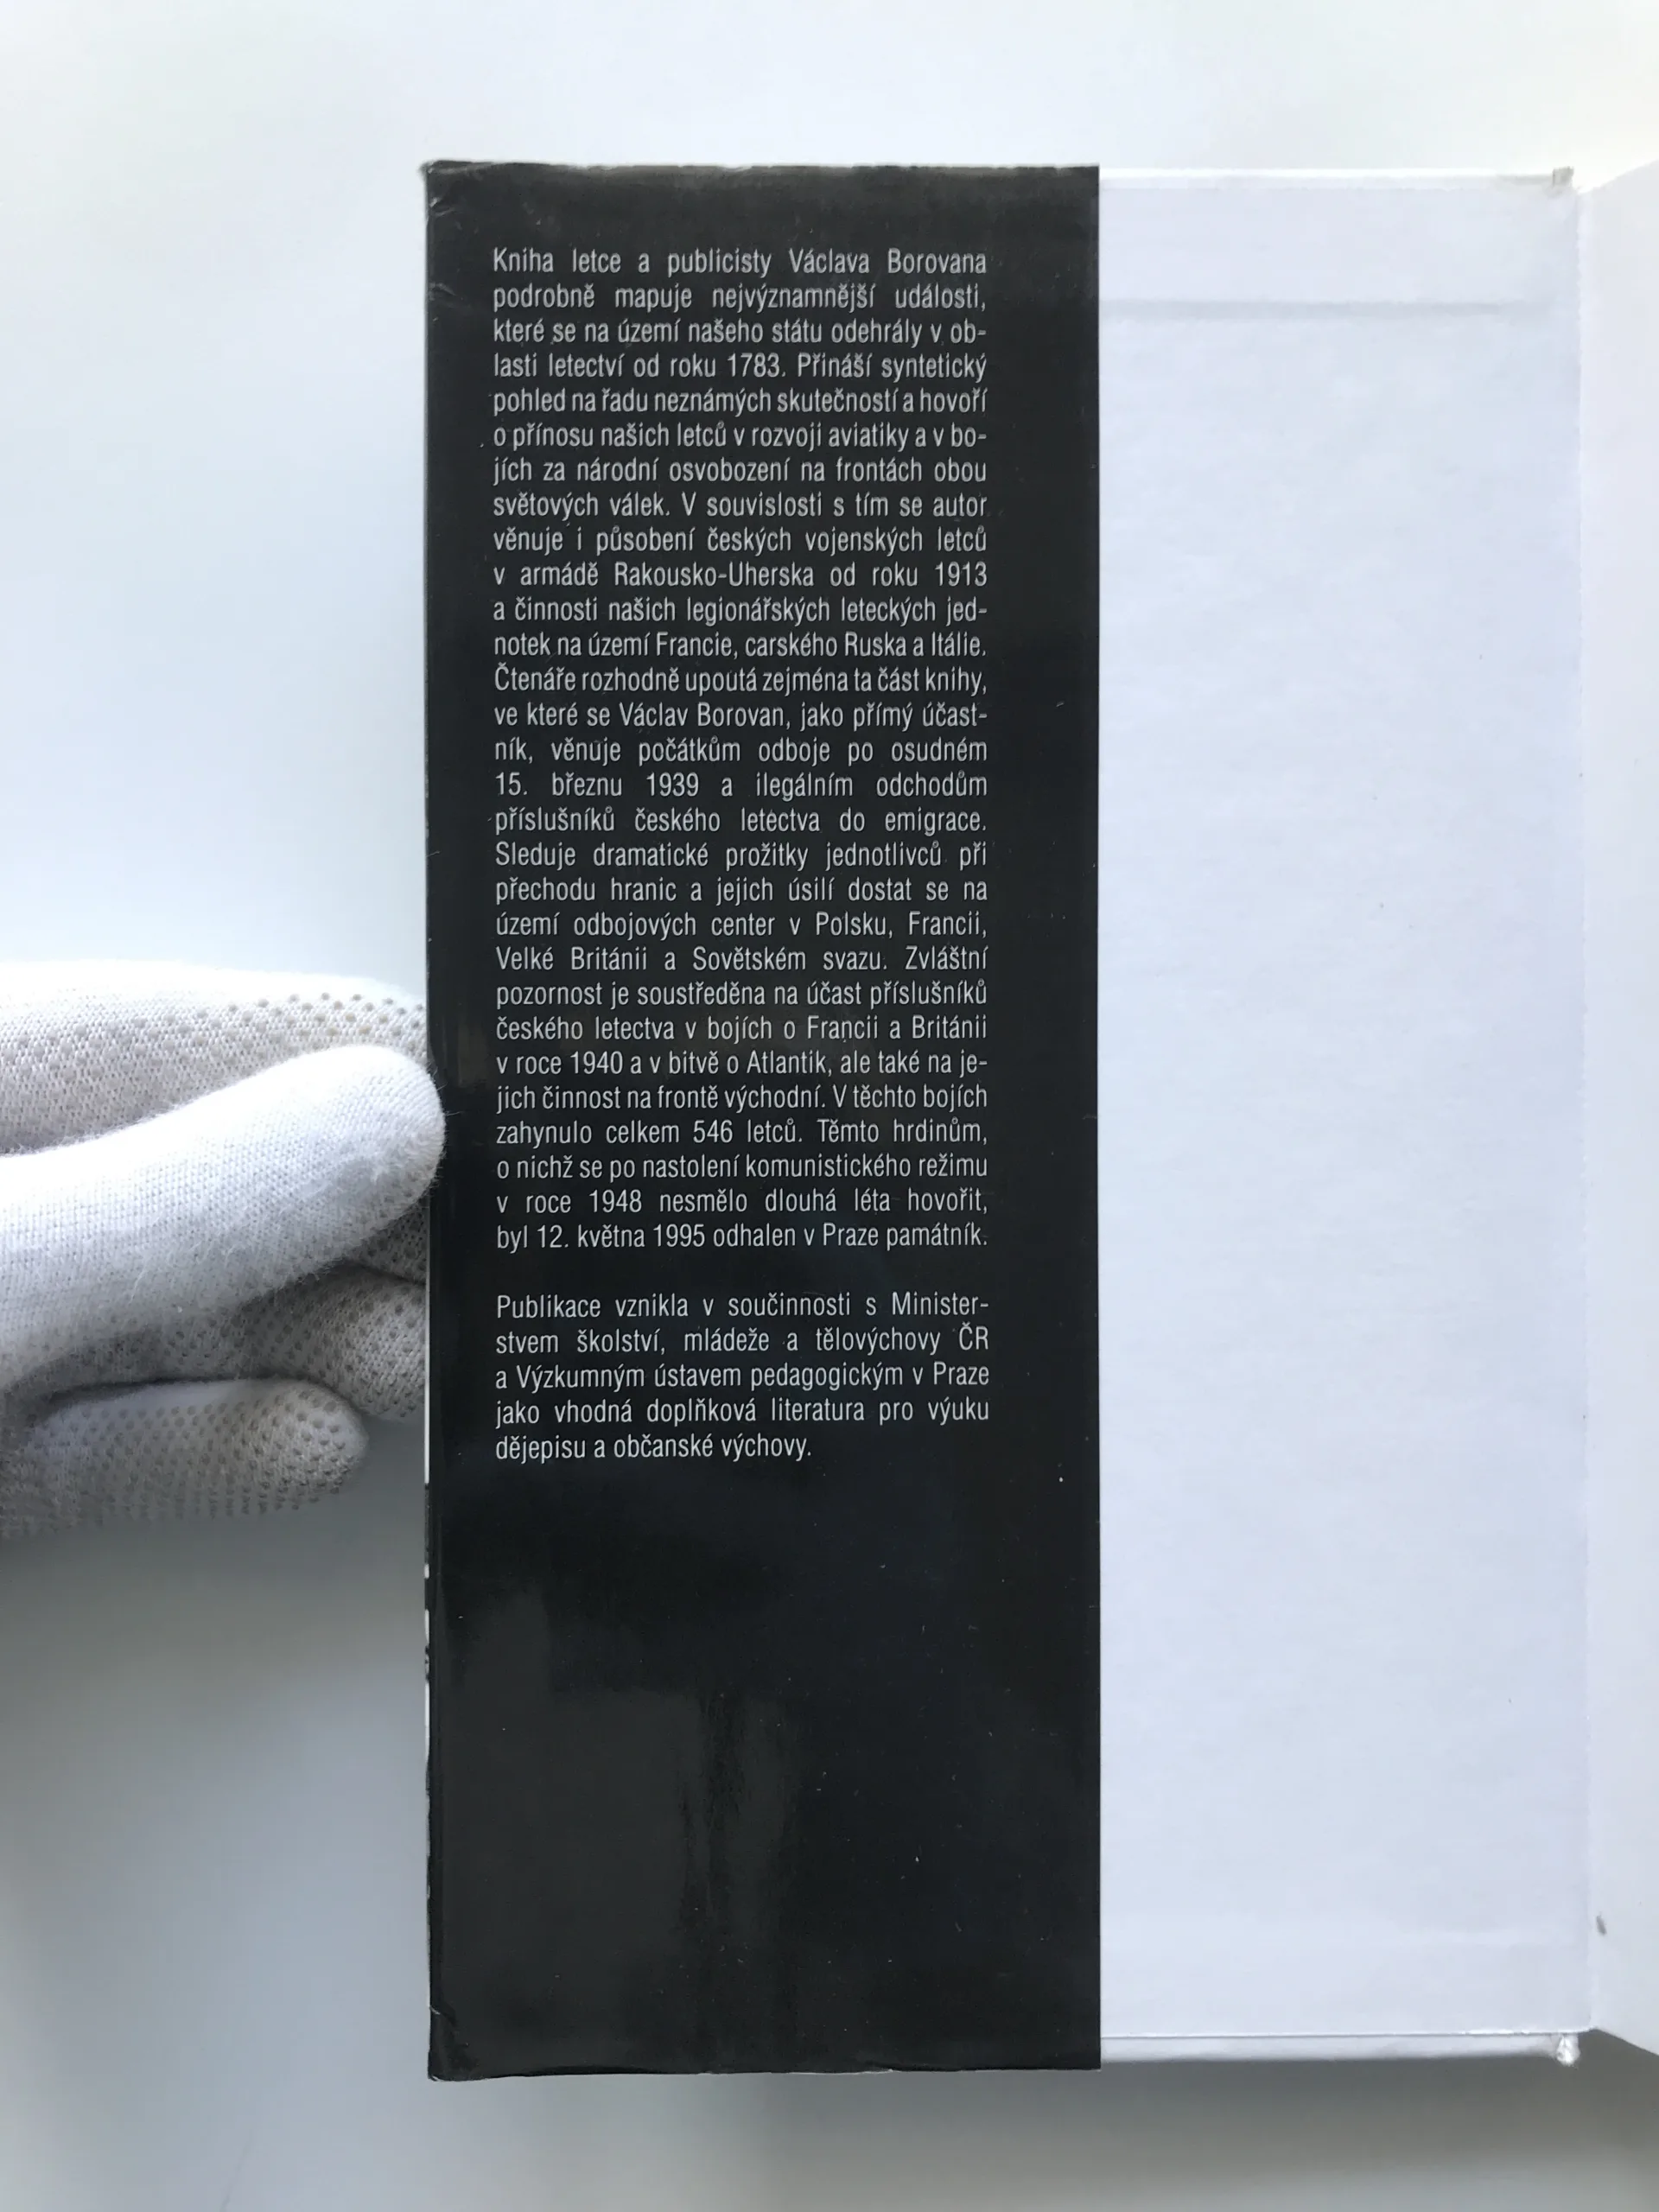 Kniha letce a publicisty Václava Borovana
podrobně mapuje nejvýznamnější události,
které se na území našeho státu odehrály v ob-
lasti letectví od roku 1783. Přináší syntetický
pohled na řadu neznámých skutečností a hovoří
o přínosu našich letců v rozvoji aviatiky a v bo-
jích za národní osvobození na frontách obou
světových válek. V souvislosti s tím se autor
věnuje i působení českých vojenských letců
v armádě Rakousko-Uherska od roku 1913
a činnosti našich legionářských leteckých jed-
notek na území Francie, carského Ruska a Itálie.
Čtenáře rozhodně upoutá zejména ta část knihy,
ve které se Václav Borovan, jako přímý účast-
ník, věnuje počátkům odboje po osudném
15. březnu 1939 a ilegálním odchodům
příslušníků českého letectva do emigrace.
Sleduje dramatické prožitky jednotlivců při
přechodu hranic a jejich úsilí dostat se na
území odbojových center v Polsku, Francii,
Velké Británii a Sovětském svazu. Zvláštní
pozornost je soustředěna na účast příslušníků
českého letectva v bojích o Francii a Británii
v roce 1940 a v bitvě o Atlantik, ale také na je-
jich činnost na frontě východní. V těchto bojích
zahynulo celkem 546 letců. Těmto hrdinům,
o nichž se po nastolení komunistického režimu
v roce 1948 nesmělo dlouhá léta hovořit,
byl 12. května 1995 odhalen v Praze památník.
Publikace vznikla v součinnosti s Minister-
stvem školství, mládeže a tělovýchovy ČR
a Výzkumným ústavem pedagogickým v Praze
jako vhodná doplňková literatura pro výuku
dějepisu a občanské výchovy.